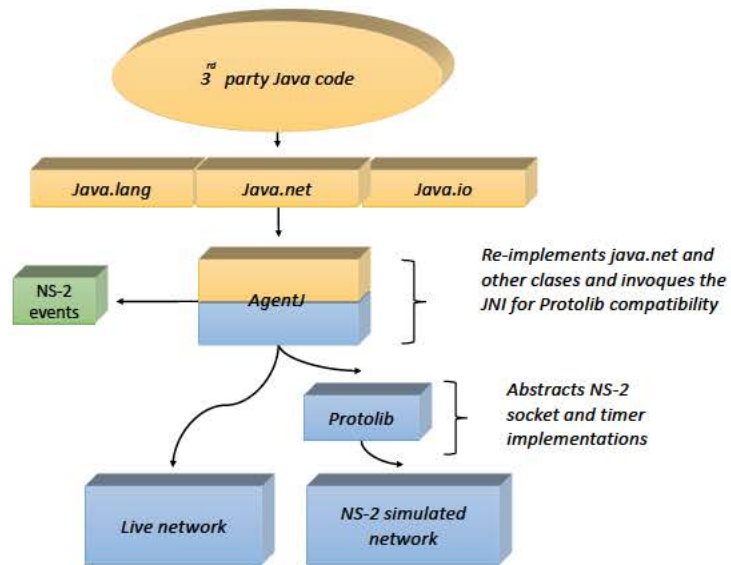 3rd party Java code
Java.lang
Java.net
Java.io
Re-implements java.net and
other clases and invoques the
JNI for Protolib compatibility
NS-2
events
AgentJ
Abstracts NS-2
socket and timer
implementations
Protolib
Live network
NS-2 simulated
network